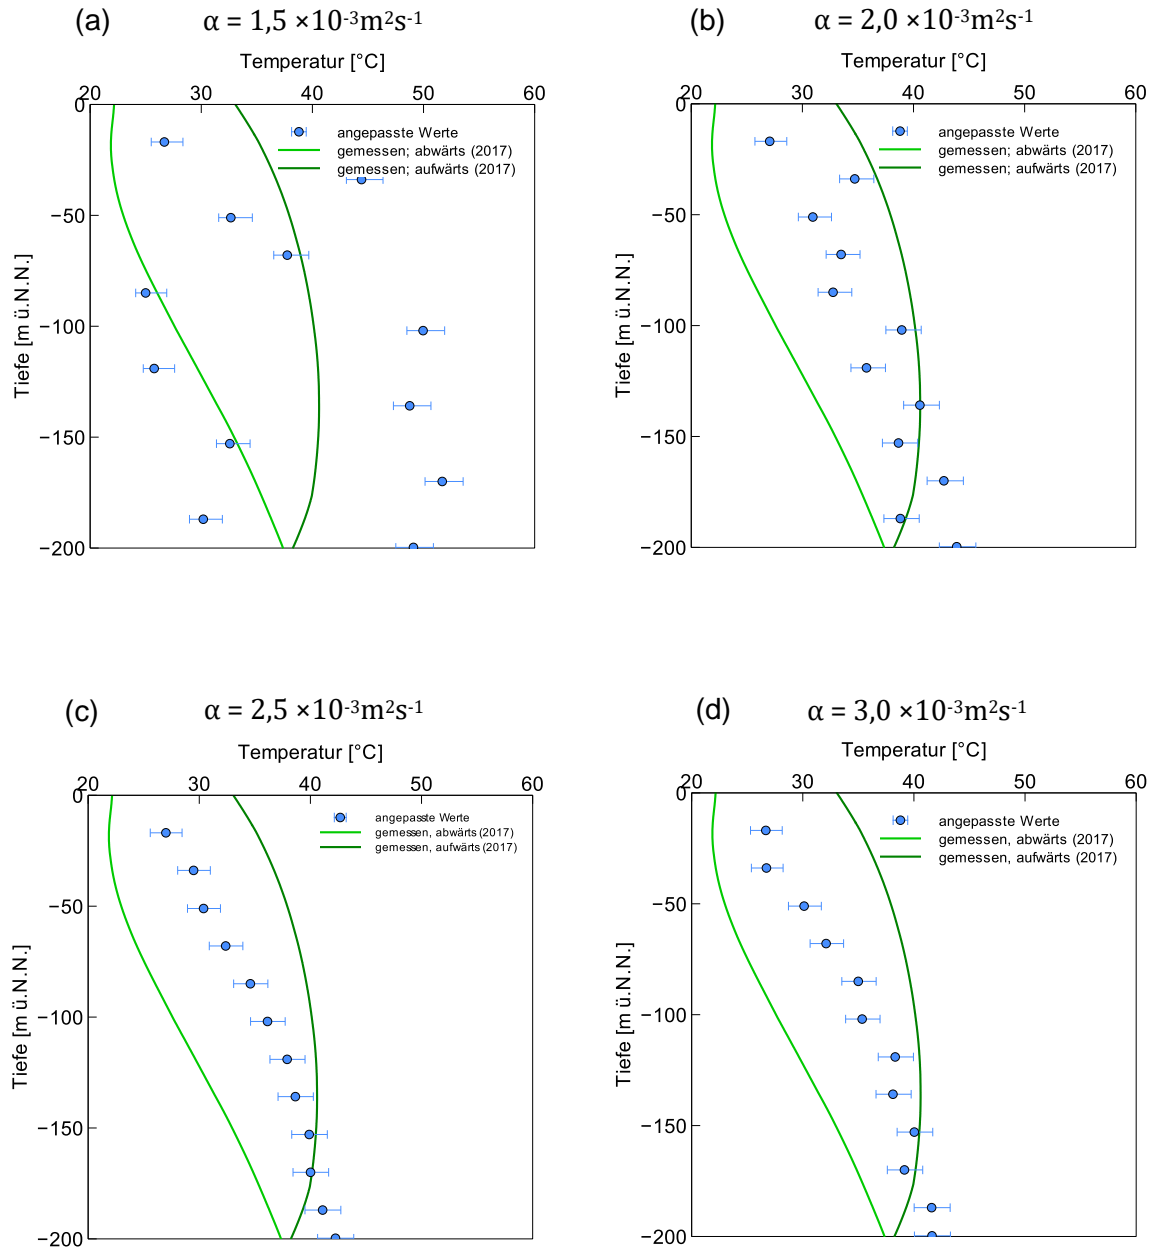 (a)
α = 1,5 ×10-3m2s-1
Temperatur [°C]
20 30 40 50 60
0
angepasste Werte
gemessen; abwärts (2017)
gemessen; aufwärts (2017)
−50
−100
−150
−200
Tiefe [m ü.N.N.]
(b)
α = 2,0 ×10-3m2s-1
Temperatur [°C]
20 30 40 50 60
0
angepasste Werte
gemessen; abwärts (2017)
gemessen; aufwärts (2017)
−50
−100
−150
−200
Tiefe [m ü.N.N.]
(c)
α = 2,5 ×10-3m2s-1
Temperatur [°C]
20 30 40 50 60
0
angepasste Werte
gemessen, abwärts (2017)
gemessen, aufwärts (2017)
−50
−100
−150
−200
Tiefe [m ü.N.N.]
(d)
α = 3,0 ×10-3m2s-1
Temperatur [°C]
20 30 40 50 60
0
angepasste Werte
gemessen, abwärts (2017)
gemessen, aufwärts (2017)
−50
−100
−150
−200
Tiefe [m ü.N.N.]